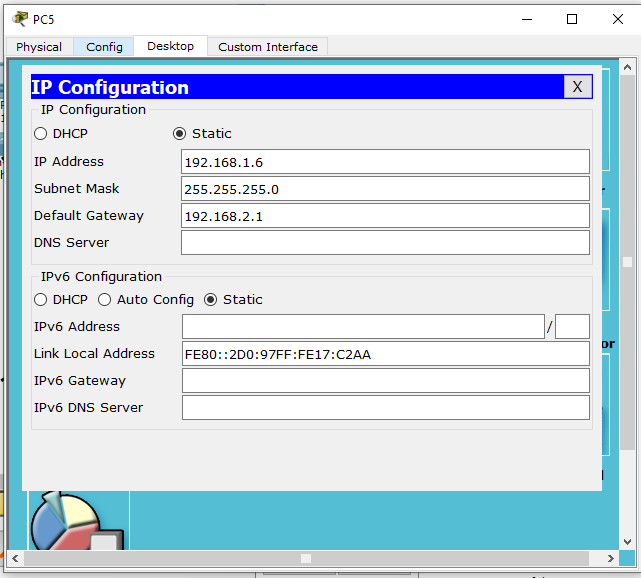 PC5
Physical Config Desktop Custom Interface
IP Configuration X
IP Configuration
DHCP Static
IP Address 192.168.1.6
Subnet Mask 255.255.255.0
Default Gateway 192.168.2.1
DNS Server
IPv6 Configuration
DHCP Auto Config Static
IPv6 Address /
Link Local Address FE80::2D0:97FF:FE17:C2AA
IPv6 Gateway
IPv6 DNS Server
or